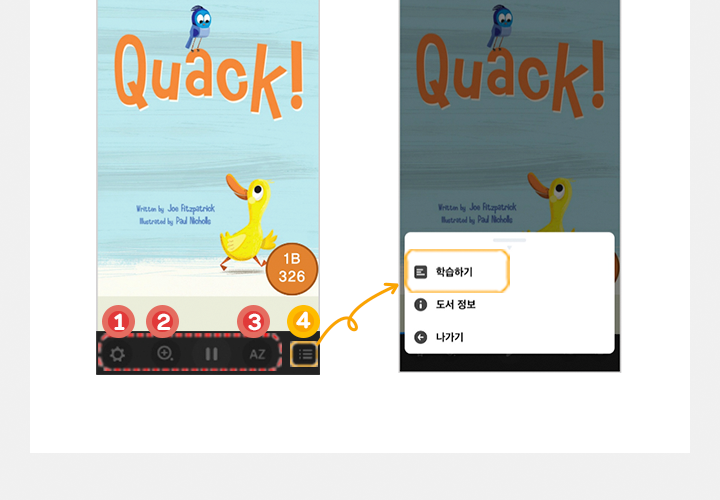 Quack!
Written by Joe Fitzpatrick
Illustrated by Paul Nicholls
1B
326
1
2
3
4
AZ
Quack!
Written by Joe Fitzpatrick
Illustrated by Paul Nicholls
학습하기
도서 정보
나가기